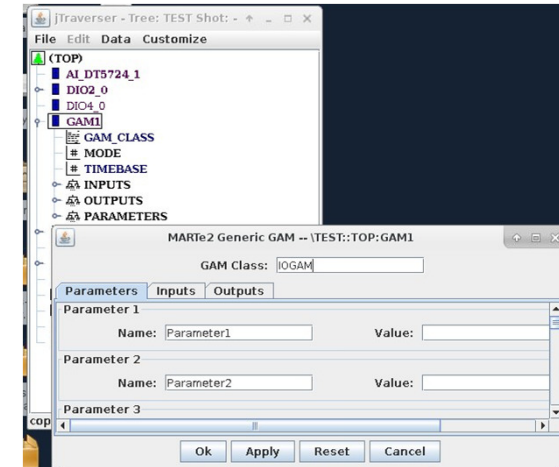 jTraverser - Tree: TEST Shot: -
File Edit Data Customize
(TOP)
AI_DT5724_1
DIO2_0
DIO4_0
GAM1
GAM_CLASS
# MODE
# TIMEBASE
INPUTS
OUTPUTS
PARAMETERS
MARTe2 Generic GAM -- \TEST::TOP:GAM1
GAM Class: IOGAM
Parameters Inputs Outputs
Parameter 1
Name: Parameter1 Value:
Parameter 2
Name: Parameter2 Value:
Parameter 3
cop
Ok Apply Reset Cancel